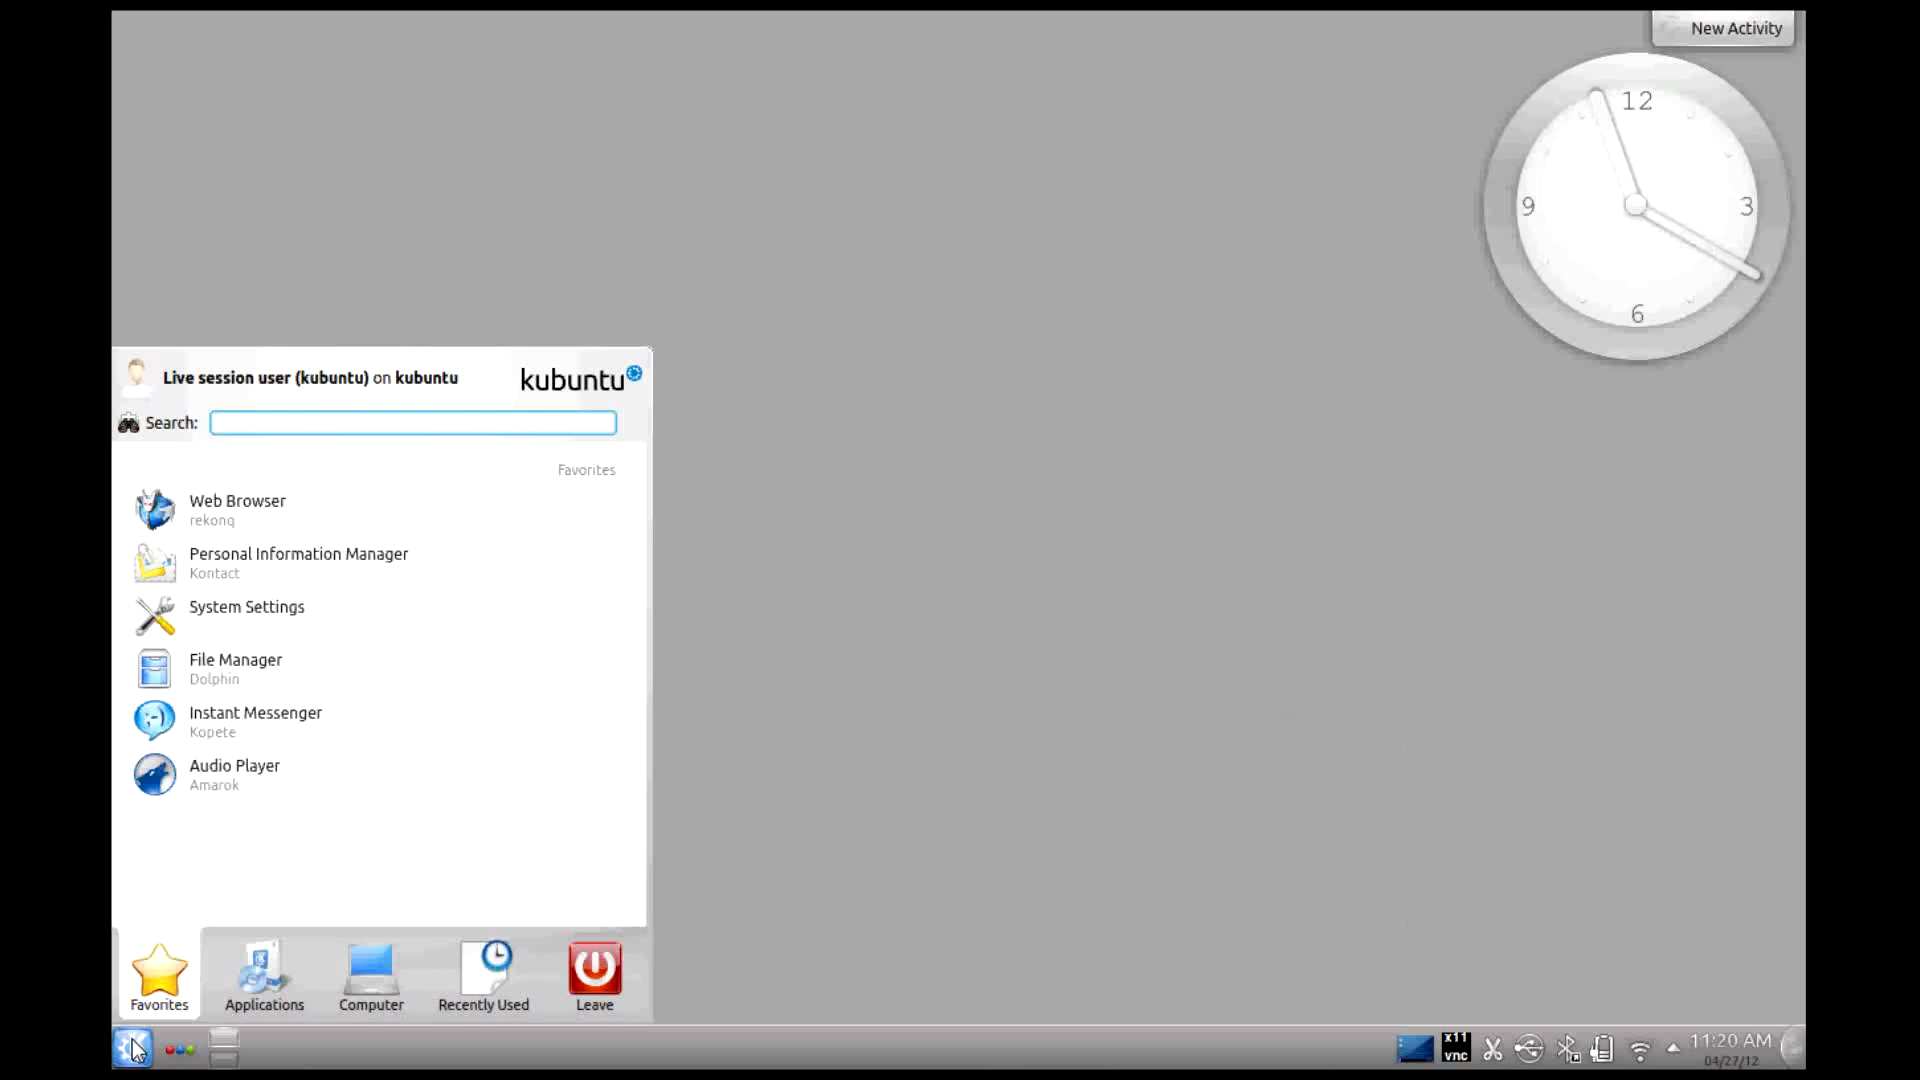 New Activity
12
9
3
6
Live session user (kubuntu) on kubuntu
kubuntu
Search:
Favorites
Web Browser
rekonq
Personal Information Manager
Kontact
System Settings
File Manager
Dolphin
Instant Messenger
Kopete
Audio Player
Amarok
Favorites
Applications
Computer
Recently Used
Leave
X11
vnc
11:20 AM
04/27/12